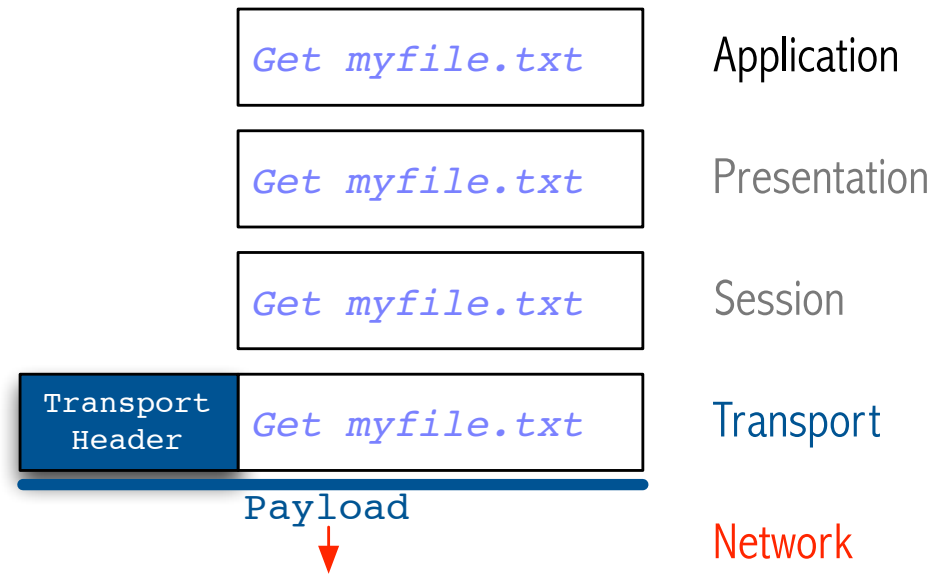 Get myfile.txt
Application
Get myfile.txt
Presentation
Get myfile.txt
Session
Transport
Header
Get myfile.txt
Transport
Payload
Network